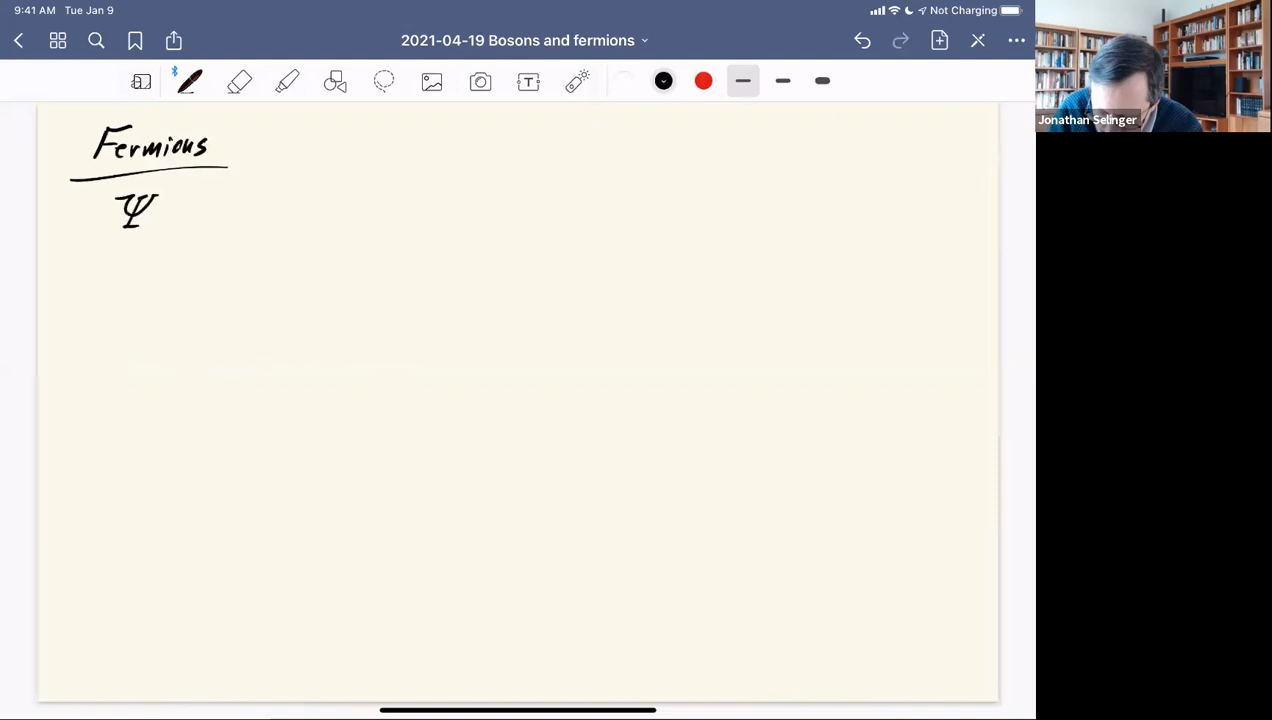 9:41 AM Tue Jan 9
Not Charging
2021-04-19 Bosons and fermions
T
Jonathan Selinger
Fermions
Ψ